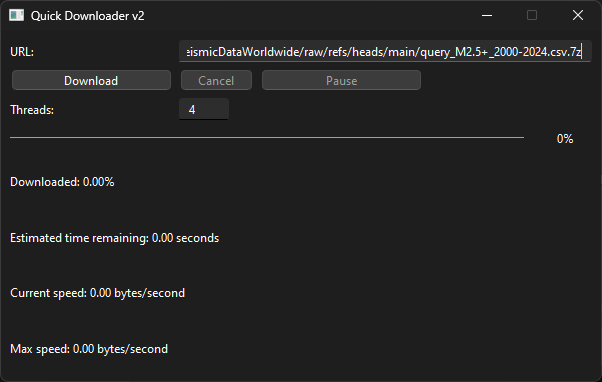 Quick Downloader v2
URL: eismicDataWorldwide/raw/refs/heads/main/query_M2.5+_2000-2024.csv.7z
Download Cancel Pause
Threads: 4
0%
Downloaded: 0.00%
Estimated time remaining: 0.00 seconds
Current speed: 0.00 bytes/second
Max speed: 0.00 bytes/second